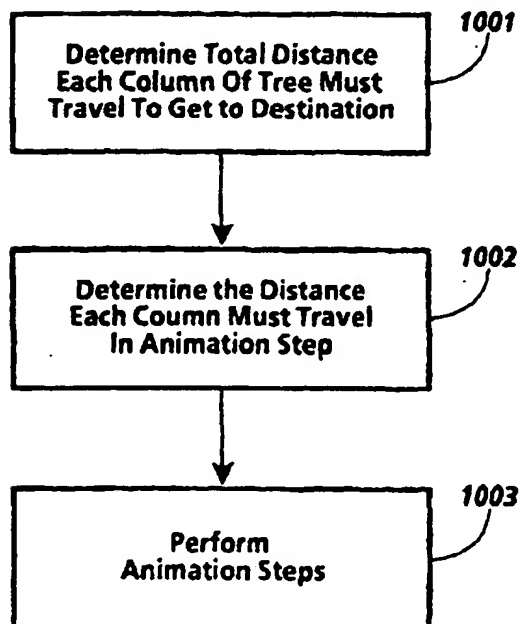 1001
Determine Total Distance
Each Column Of Tree Must
Travel To Get to Destination
1002
Determine the Distance
Each Coumn Must Travel
In Animation Step
1003
Perform
Animation Steps